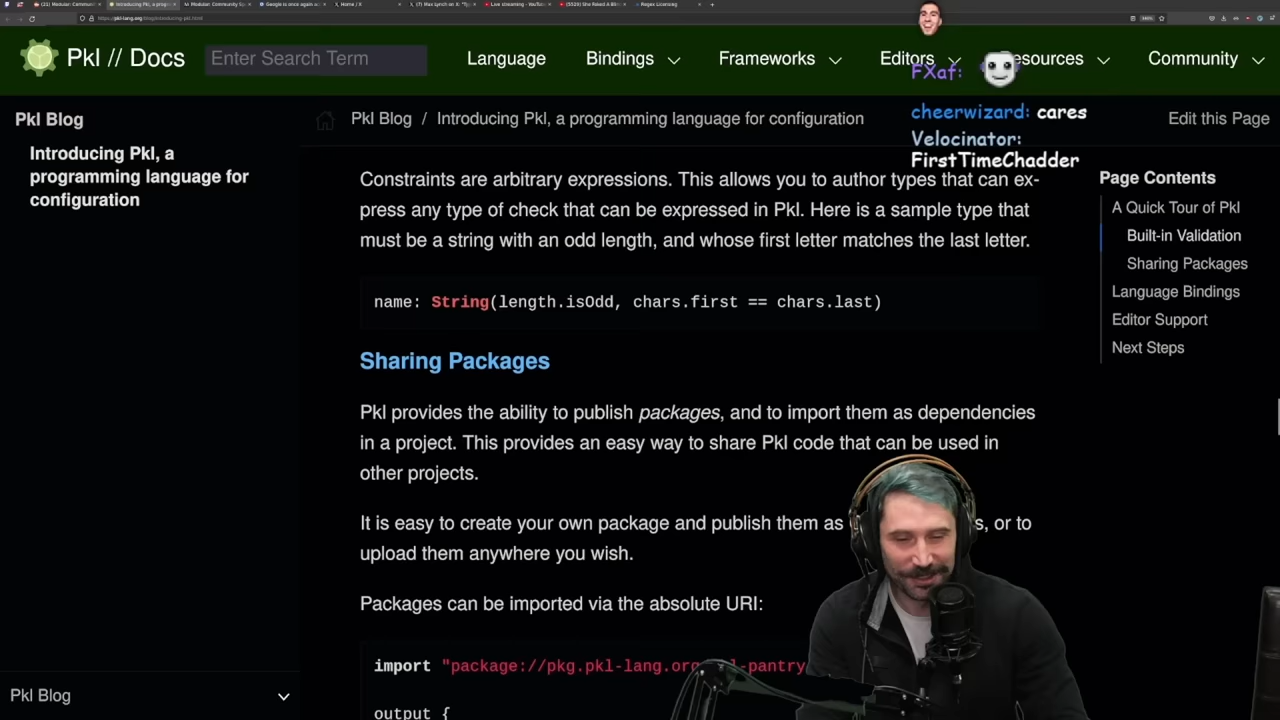 Pkl // Docs
Enter Search Term
Language
Bindings
Frameworks
Editors
esources
Community
FXaf:
cheerwizard: cares
Velocinator:
FirstTimeChadder
Pkl Blog
Introducing Pkl, a
programming language for
configuration
Pkl Blog / Introducing Pkl, a programming language for configuration
Edit this Page
Constraints are arbitrary expressions. This allows you to author types that can ex-
press any type of check that can be expressed in Pkl. Here is a sample type that
must be a string with an odd length, and whose first letter matches the last letter.
name: String(length.isOdd, chars.first == chars.last)
Sharing Packages
Pkl provides the ability to publish packages, and to import them as dependencies
in a project. This provides an easy way to share Pkl code that can be used in
other projects.
It is easy to create your own package and publish them as s, or to
upload them anywhere you wish.
Packages can be imported via the absolute URI:
import "package://pkg.pkl-lang.org l-pantry
output {
Page Contents
A Quick Tour of Pkl
Built-in Validation
Sharing Packages
Language Bindings
Editor Support
Next Steps
Pkl Blog